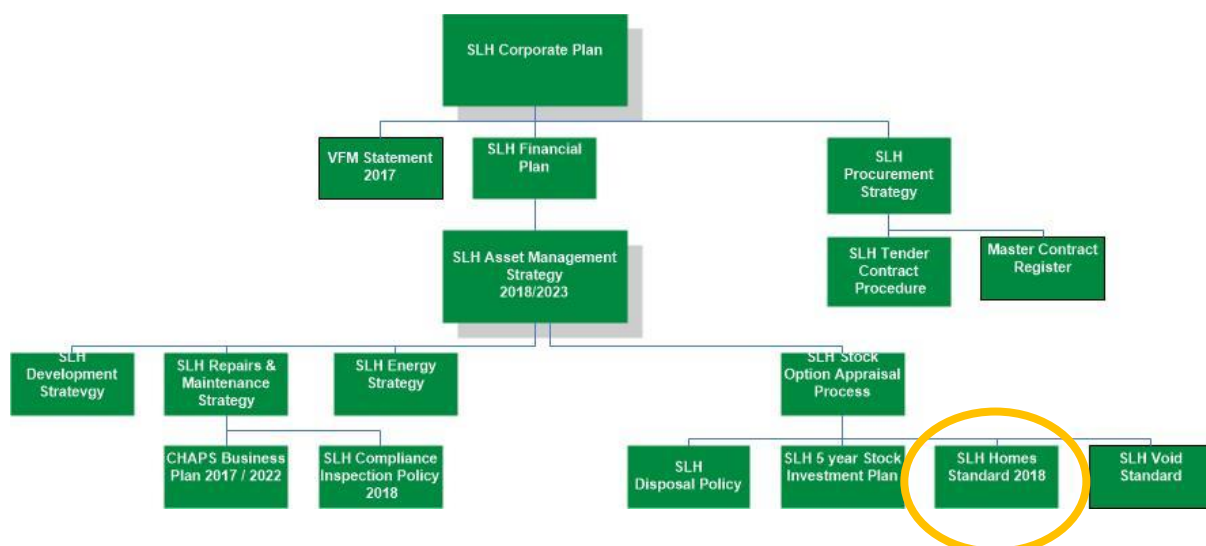 SLH Corporate Plan
VFM Statement
2017
SLH Financial
Plan
SLH
Procurement
Strategy
SLH Asset Management
Strategy
2018/2023
SLH Tender
Contract
Procedure
Master Contract
Register
SLH
Development
Stratevgy
SLH Repairs &
Maintenance
Strategy
SLH Energy
Strategy
SLH Stock
Option Appraisal
Process
CHAPS Business
Plan 2017 / 2022
SLH Compliance
Inspection Policy
2018
SLH
Disposal Policy
SLH 5 year Stock
Investment Plan
SLH Homes
Standard 2018
SLH Void
Standard